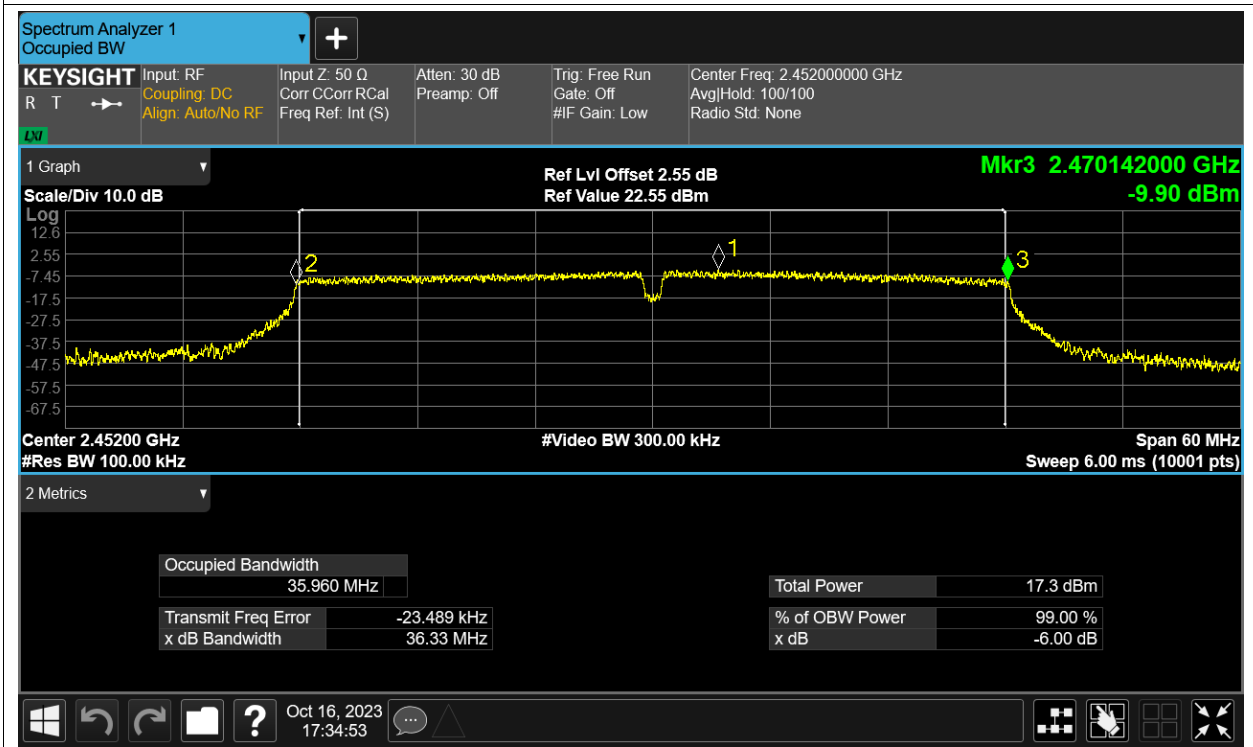 Spectrum Analyzer 1
Occupied BW
KEYSIGHT
R T
LXI
Input: RF
Coupling: DC
Align: Auto/No RF
Input Z: 50 Ω
Corr CCorr RCal
Freq Ref: Int (S)
Atten: 30 dB
Preamp: Off
Trig: Free Run
Gate: Off
#IF Gain: Low
Center Freq: 2.452000000 GHz
Avg|Hold: 100/100
Radio Std: None
1 Graph
Scale/Div 10.0 dB
Ref Lvl Offset 2.55 dB
Ref Value 22.55 dBm
Mkr3 2.470142000 GHz
-9.90 dBm
Log
12.6
2.55
-7.45
-17.5
-27.5
-37.5
-47.5
-57.5
-67.5
2
1
3
Center 2.45200 GHz
#Video BW 300.00 kHz
Span 60 MHz
#Res BW 100.00 kHz
Sweep 6.00 ms (10001 pts)
2 Metrics
Occupied Bandwidth
35.960 MHz
Total Power 17.3 dBm
Transmit Freq Error -23.489 kHz
% of OBW Power 99.00 %
x dB Bandwidth 36.33 MHz
x dB -6.00 dB
?
Oct 16, 2023
17:34:53